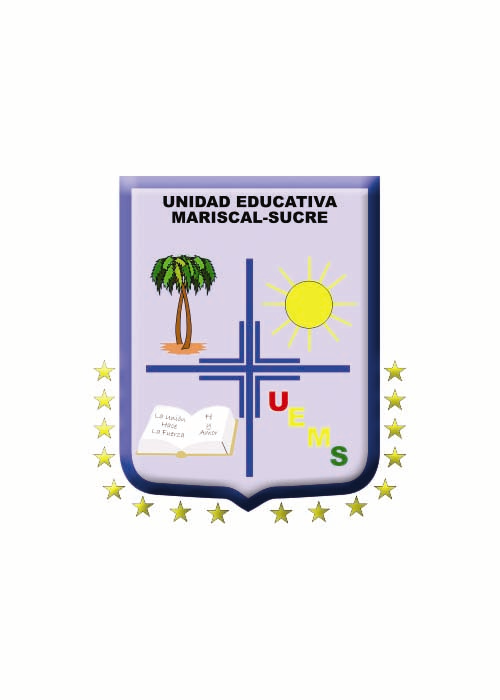 UNIDAD EDUCATIVA
MARISCAL-SUCRE
La Unión
Hace
La Fuerza
H
y
Amor
U
E
M
S